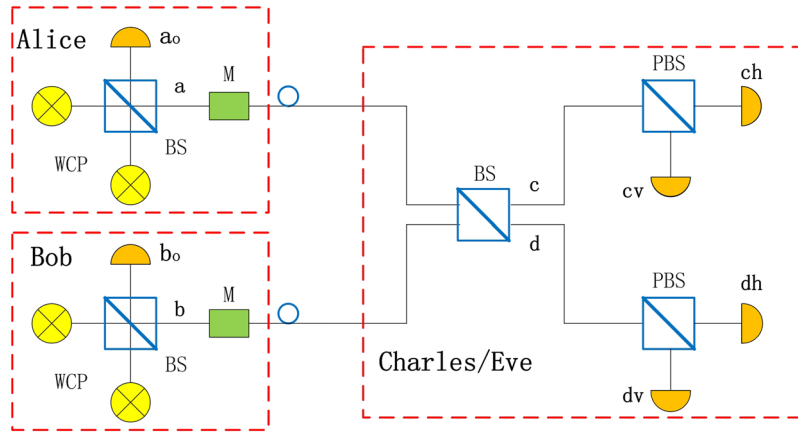 Alice
a₀
a
M
WCP
BS
Bob
b₀
b
M
WCP
BS
BS
c
d
PBS
ch
cv
PBS
dh
dv
Charles/Eve